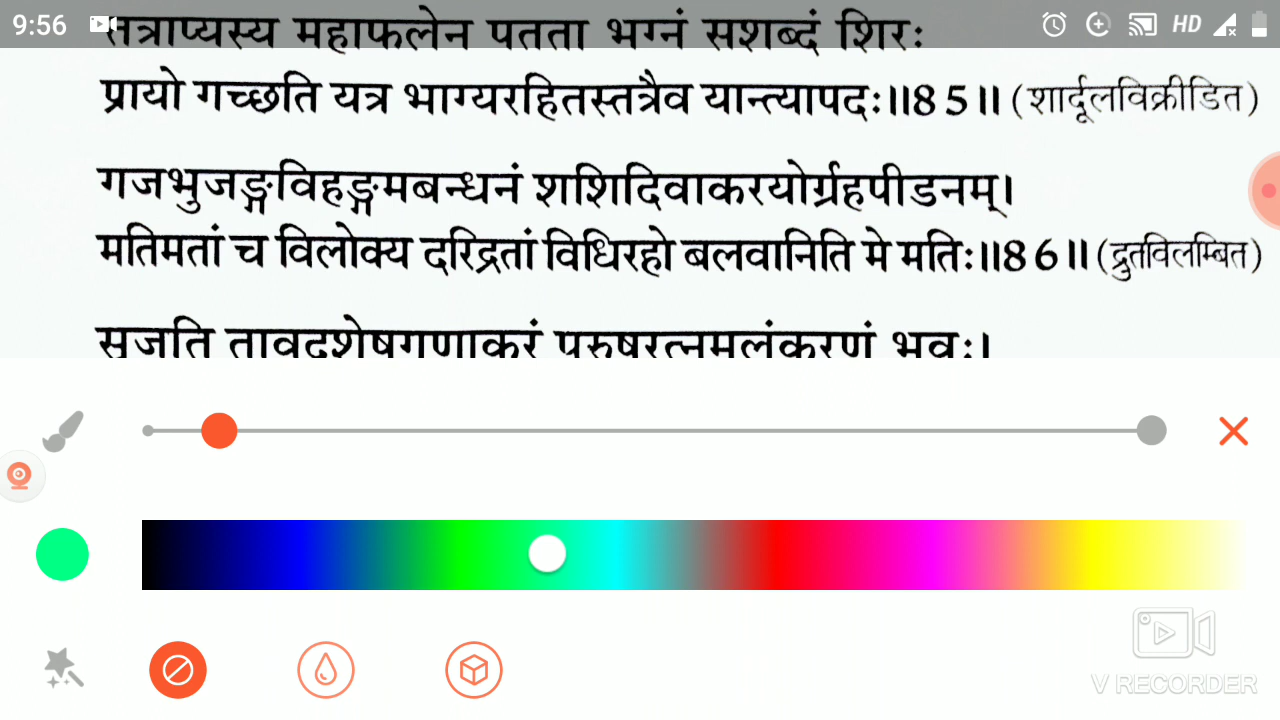 9:56 HD
तत्राप्यस्य महाफलेन पतता भग्नं सशब्दं शिरः
प्रायो गच्छति यत्र भाग्यरहितस्तत्रैव यान्त्यापदः॥85॥ (शार्दूलविक्रीडित)
गजभुजङ्गविहङ्गमबन्धनं शशिदिवाकरयोर्ग्रहपीडनम्।
मतिमतां च विलोक्य दरिद्रतां विधिरहो बलवानिति मे मतिः॥86॥ (द्रुतविलम्बित)
सृजति तावदशेषगुणाकरं पुरुषरत्नमलंकरणं भुवः।
V RECORDER